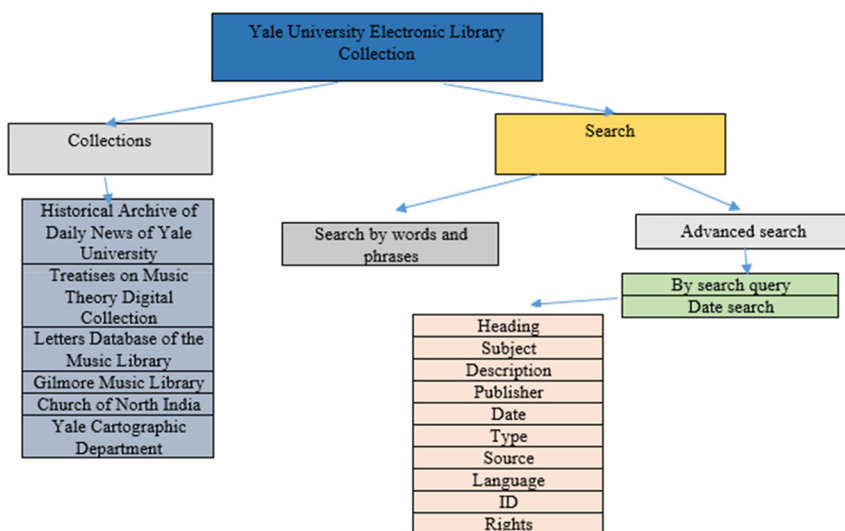 Yale University Electronic Library
Collection
Collections
Search
Historical Archive of
Daily News of Yale
University
Treatises on Music
Theory Digital
Collection
Letters Database of the
Music Library
Gilmore Music Library
Church of North India
Yale Cartographic
Department
Search by words and
phrases
Advanced search
By search query
Date search
Heading
Subject
Description
Publisher
Date
Type
Source
Language
ID
Rights